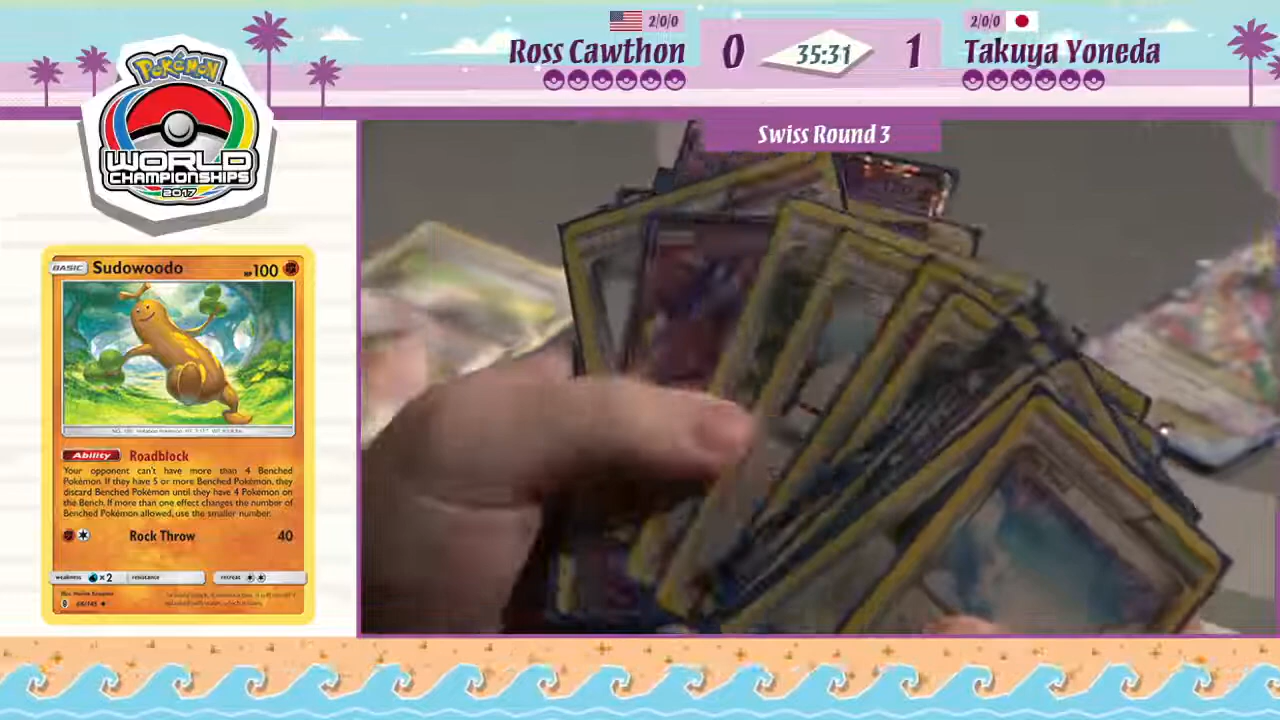 2/0/0
Ross Cawthon
0
35:31
1
2/0/0
Takuya Yoneda
Swiss Round 3
POKÉMON
WORLD
CHAMPIONSHIPS
2017
BASIC Sudowoodo HP 100
Ability Roadblock
Your opponent can't have more than 4 Benched
Pokémon. If they have 5 or more Benched Pokémon, they
discard Benched Pokémon until they have 4 Pokémon on
the Bench. If more than one effect changes the number of
Benched Pokémon allowed, use the smaller number.
Rock Throw 40
weakness x2 resistance retreat
66/145